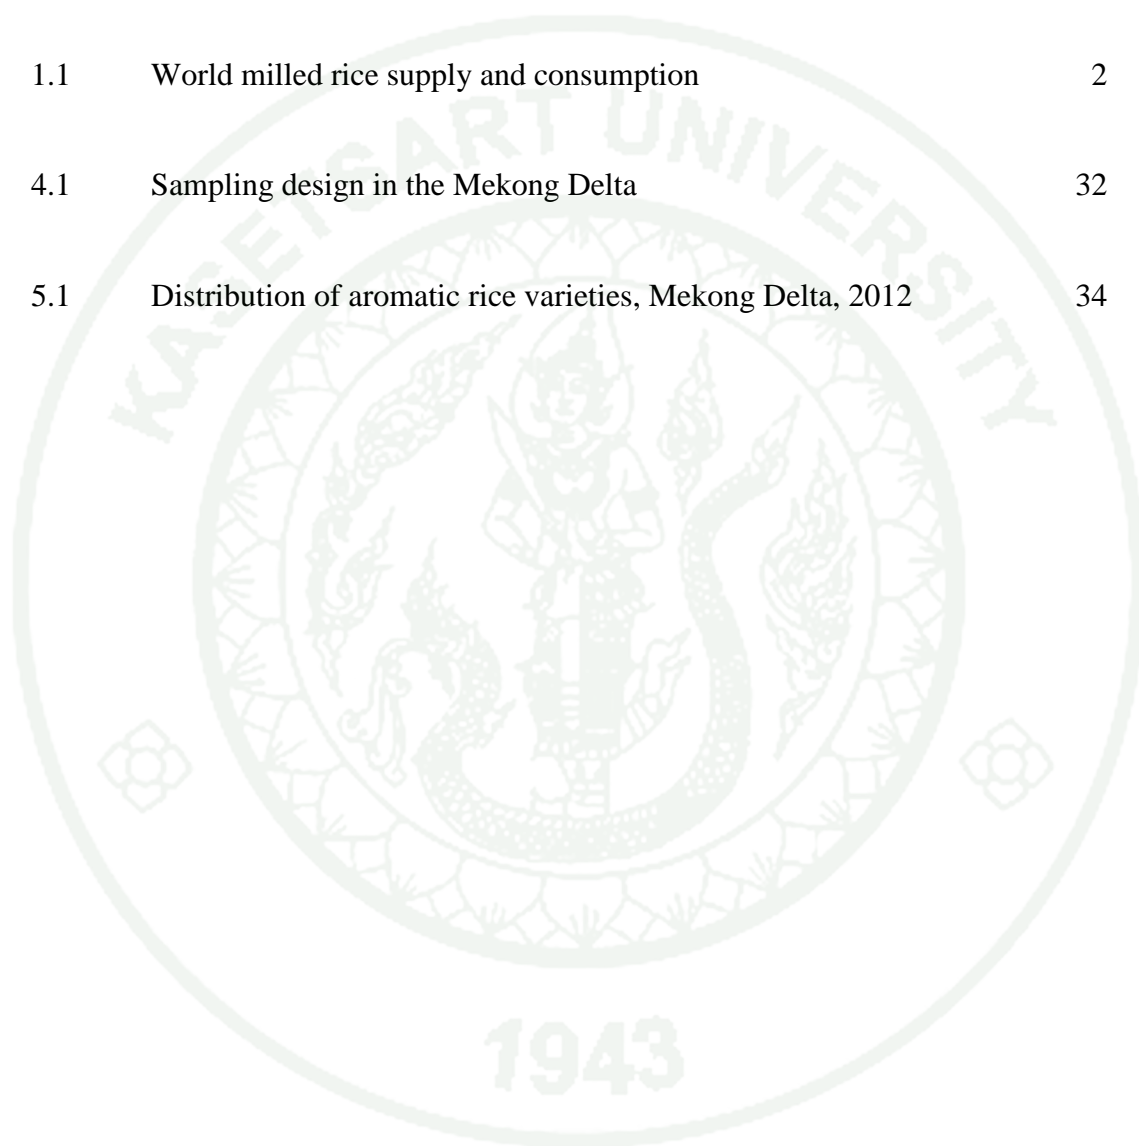 1.1 World milled rice supply and consumption 2
4.1 Sampling design in the Mekong Delta 32
5.1 Distribution of aromatic rice varieties, Mekong Delta, 2012 34
KASETSART UNIVERSITY
1943